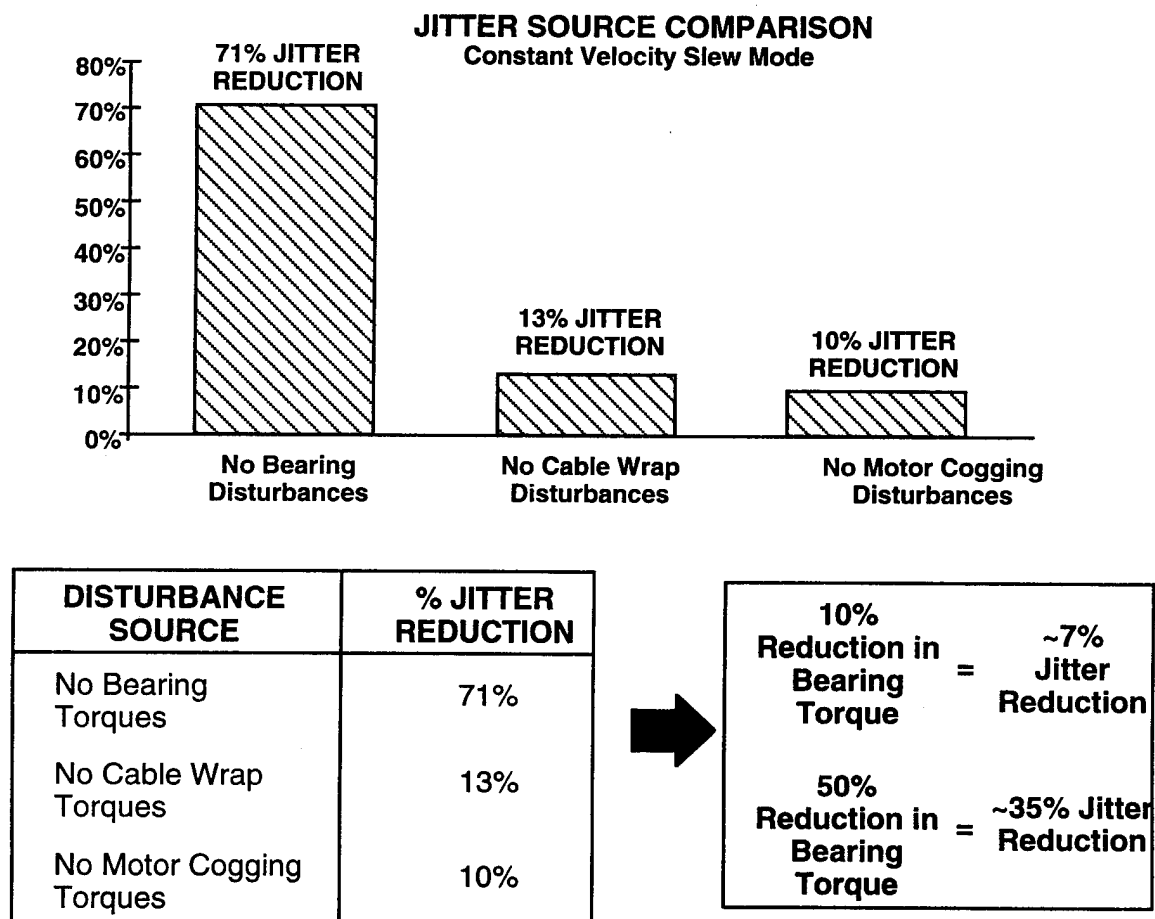 JITTER SOURCE COMPARISON
Constant Velocity Slew Mode
80%
70%
60%
50%
40%
30%
20%
10%
0%
71% JITTER
REDUCTION
13% JITTER
REDUCTION
10% JITTER
REDUCTION
No Bearing
Disturbances
No Cable Wrap
Disturbances
No Motor Cogging
Disturbances
DISTURBANCE
SOURCE
% JITTER
REDUCTION
No Bearing
Torques
71%
No Cable Wrap
Torques
13%
No Motor Cogging
Torques
10%
10%
Reduction in
Bearing
Torque
=
~7%
Jitter
Reduction
50%
Reduction in
Bearing
Torque
=
~35% Jitter
Reduction